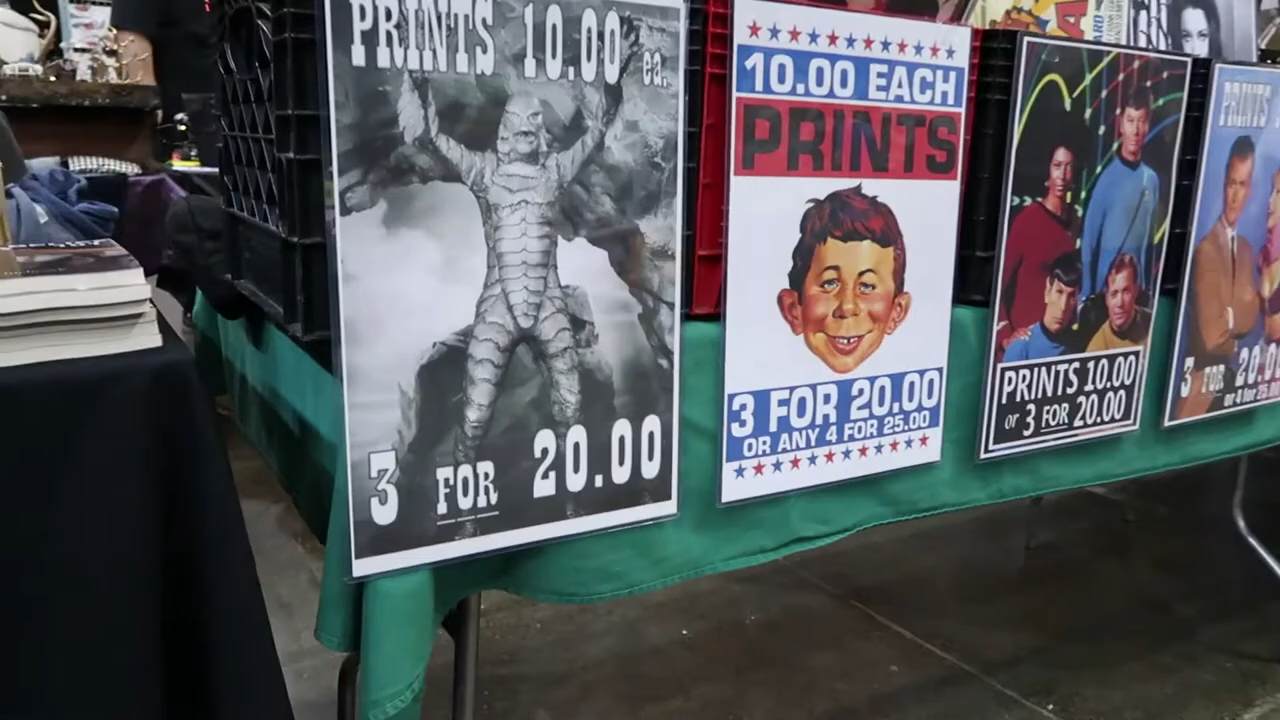 PRINTS 10.00 ea.
3 FOR 20.00
10.00 EACH
PRINTS
3 FOR 20.00
OR ANY 4 FOR 25.00
PRINTS 10.00
or 3 FOR 20.00
PRINTS
3 FOR 20.00
or 4 for 25.00